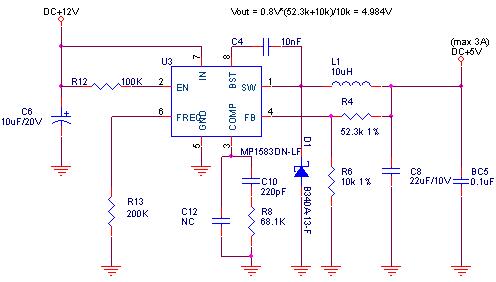 DC+12V
Vout = 0.8V*(52.3k+10k)/10k = 4.984V
(max 3A)
DC+5V
C4
10nF
U3
7
8
IN
BST
L1
10uH
R12
100K
2
EN
SW
1
C6
10uF/20V
6
FREQ
GND
COMP
FB
4
R4
52.3k 1%
5
3
MP1583DN-LF
D1
B340A-13-F
C10
220pF
R6
10k 1%
C8
22uF/10V
BC5
0.1uF
R13
200K
C12
NC
R8
68.1K